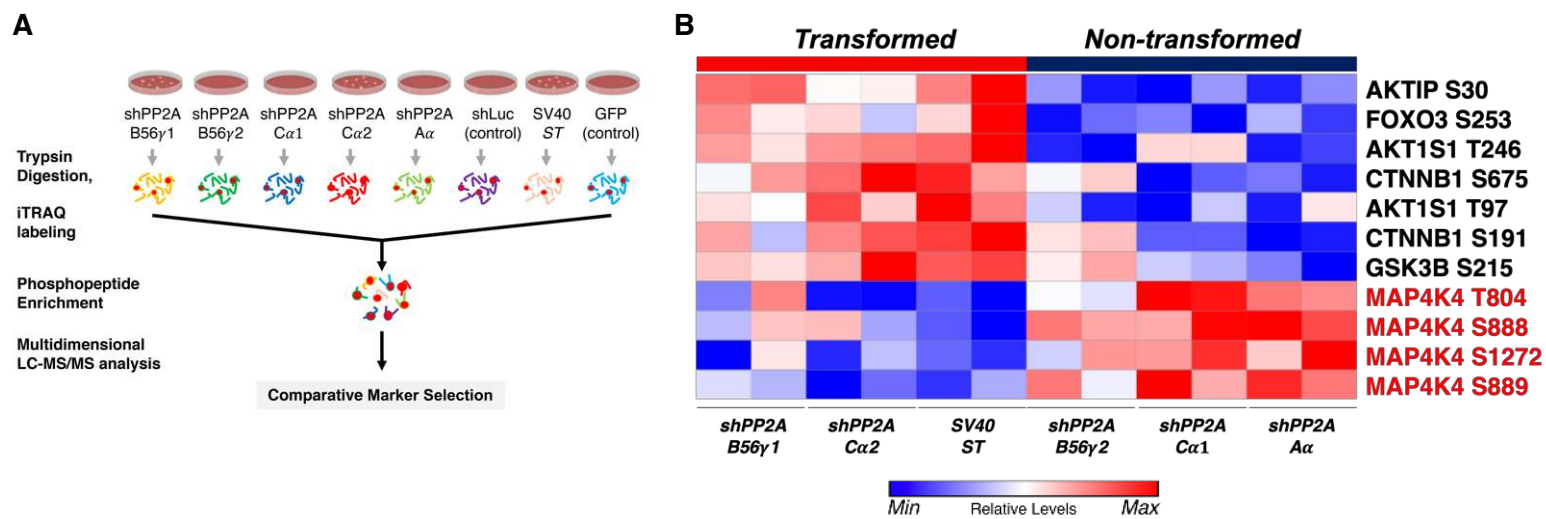 A
shPP2A
B56γ1
shPP2A
B56γ2
shPP2A
Cα1
shPP2A
Cα2
shPP2A
Aα
shLuc
(control)
SV40
ST
GFP
(control)
Trypsin
Digestion,
iTRAQ
labeling
Phosphopeptide
Enrichment
Multidimensional
LC-MS/MS analysis
Comparative Marker Selection
B
Transformed
Non-transformed
AKTIP S30
FOXO3 S253
AKT1S1 T246
CTNNB1 S675
AKT1S1 T97
CTNNB1 S191
GSK3B S215
MAP4K4 T804
MAP4K4 S888
MAP4K4 S1272
MAP4K4 S889
shPP2A
B56γ1
shPP2A
Cα2
SV40
ST
shPP2A
B56γ2
shPP2A
Cα1
shPP2A
Aα
Min
Relative Levels
Max